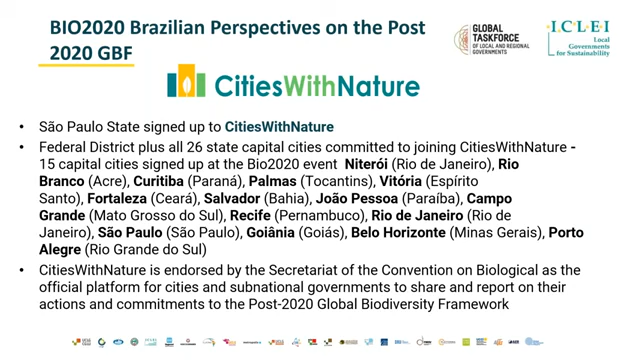 BIO2020 Brazilian Perspectives on the Post
2020 GBF
GLOBAL
TASKFORCE
OF LOCAL AND REGIONAL
GOVERNMENTS
I.C.L.E.I
Local
Governments
for Sustainability
CitiesWithNature
• São Paulo State signed up to CitiesWithNature
• Federal District plus all 26 state capital cities committed to joining CitiesWithNature -
15 capital cities signed up at the Bio2020 event Niterói (Rio de Janeiro), Rio
Branco (Acre), Curitiba (Paraná), Palmas (Tocantins), Vitória (Espírito
Santo), Fortaleza (Ceará), Salvador (Bahia), João Pessoa (Paraíba), Campo
Grande (Mato Grosso do Sul), Recife (Pernambuco), Rio de Janeiro (Rio de
Janeiro), São Paulo (São Paulo), Goiânia (Goiás), Belo Horizonte (Minas Gerais), Porto
Alegre (Rio Grande do Sul)
• CitiesWithNature is endorsed by the Secretariat of the Convention on Biological as the
official platform for cities and subnational governments to share and report on their
actions and commitments to the Post-2020 Global Biodiversity Framework